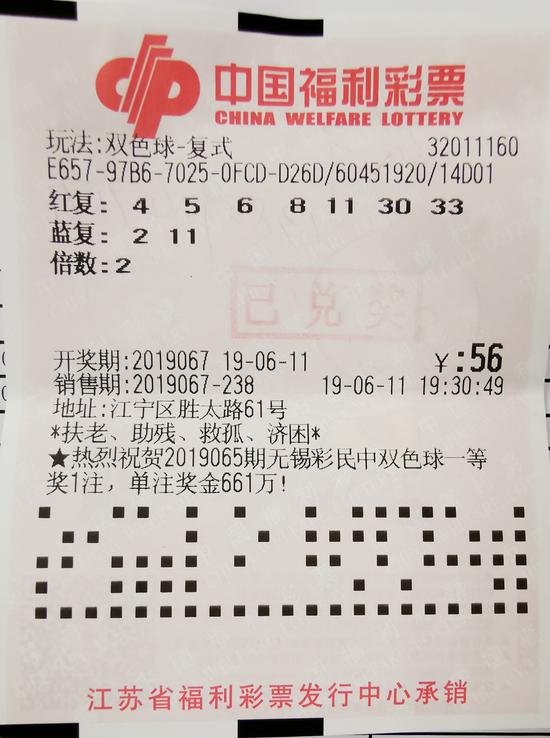 中国福利彩票
CHINA WELFARE LOTTERY
玩法:双色球-复式 32011160
E657-97B6-7025-0FCD-D26D/60451920/14D01
红复: 4 5 6 8 11 30 33
蓝复: 2 11
倍数:2
已兑奖
开奖期:2019067 19-06-11 ¥:56
销售期:2019067-238 19-06-11 19:30:49
地址:江宁区胜太路61号
*扶老、助残、救孤、济困*
★热烈祝贺2019065期无锡彩民中双色球一等
奖1注，单注奖金661万!
江苏省福利彩票发行中心承销